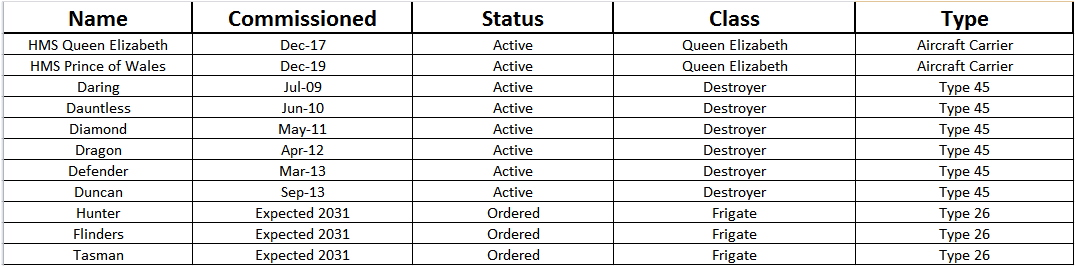 Name Commissioned Status Class Type
HMS Queen Elizabeth Dec-17 Active Queen Elizabeth Aircraft Carrier
HMS Prince of Wales Dec-19 Active Queen Elizabeth Aircraft Carrier
Daring Jul-09 Active Destroyer Type 45
Dauntless Jun-10 Active Destroyer Type 45
Diamond May-11 Active Destroyer Type 45
Dragon Apr-12 Active Destroyer Type 45
Defender Mar-13 Active Destroyer Type 45
Duncan Sep-13 Active Destroyer Type 45
Hunter Expected 2031 Ordered Frigate Type 26
Flinders Expected 2031 Ordered Frigate Type 26
Tasman Expected 2031 Ordered Frigate Type 26